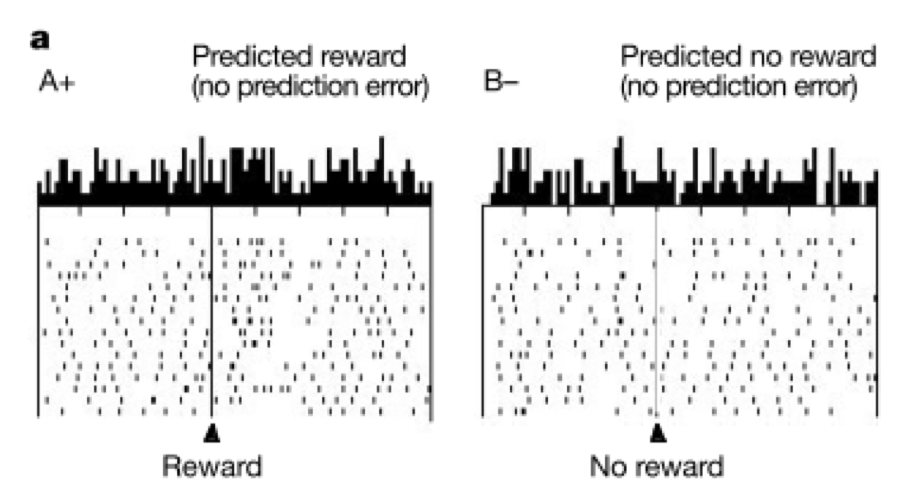 a
A+
Predicted reward
(no prediction error)
B–
Predicted no reward
(no prediction error)
Reward
No reward